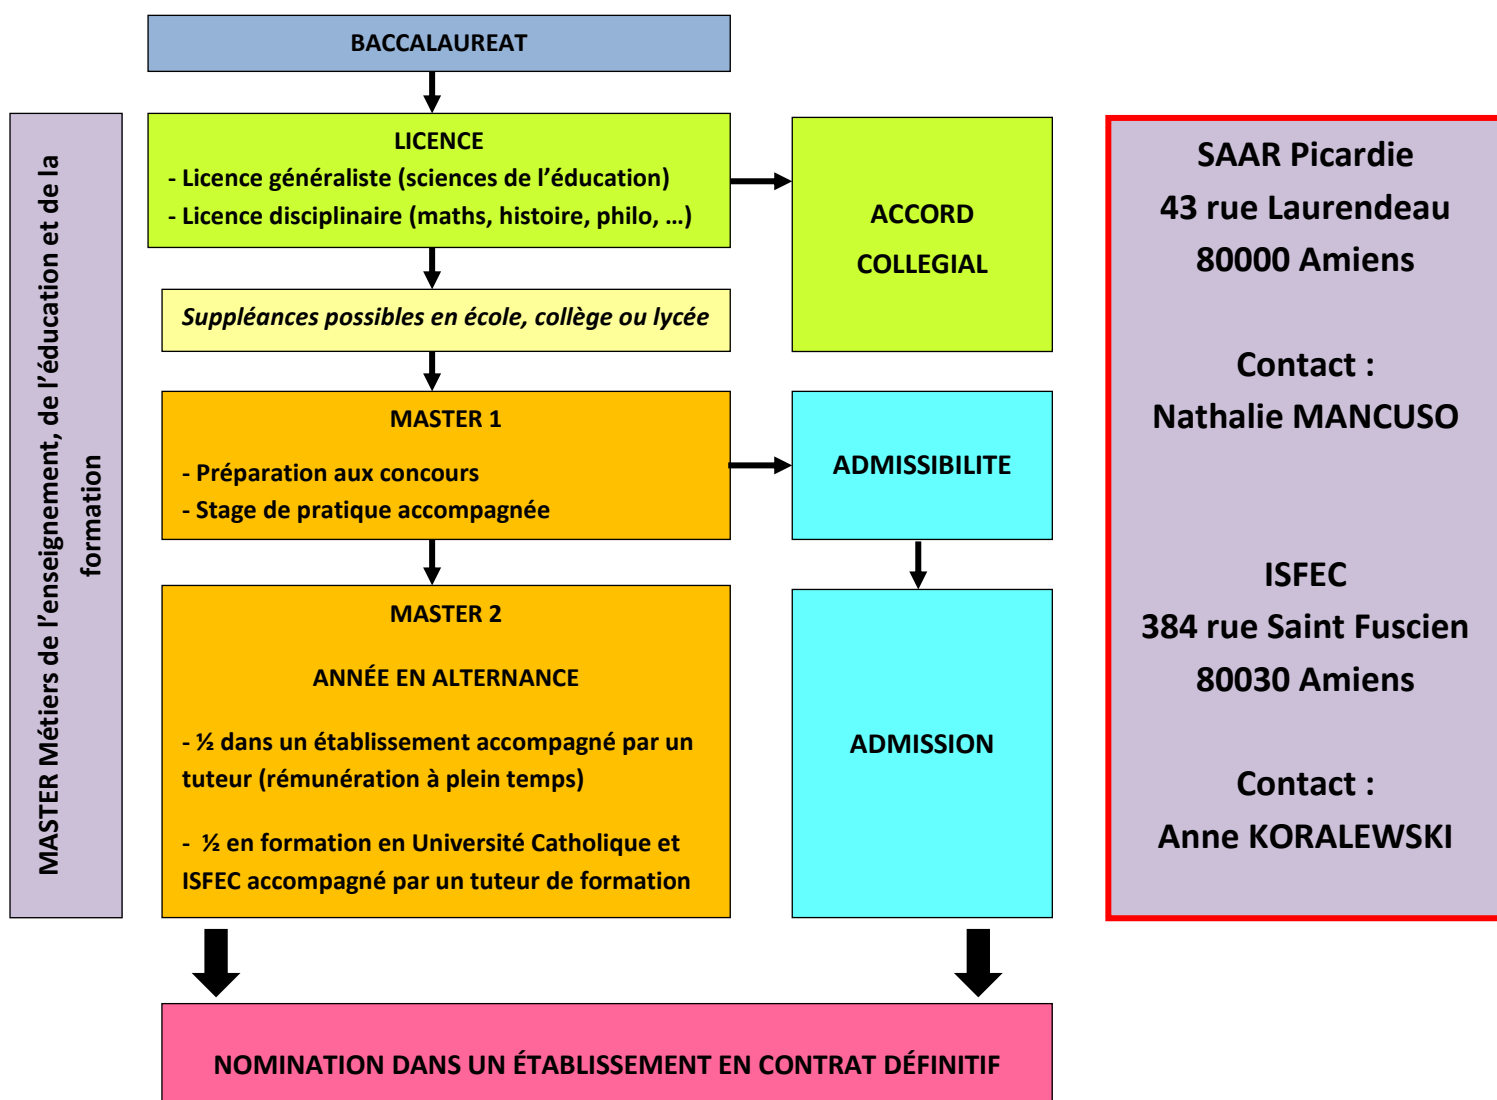 BACCALAUREAT
MASTER Métiers de l’enseignement, de l’éducation et de la
formation
LICENCE
- Licence généraliste (sciences de l’éducation)
- Licence disciplinaire (maths, histoire, philo, …)
ACCORD
COLLEGIAL
Suppléances possibles en école, collège ou lycée
MASTER 1
- Préparation aux concours
- Stage de pratique accompagnée
ADMISSIBILITE
MASTER 2
ANNÉE EN ALTERNANCE
- ½ dans un établissement accompagné par un
tuteur (rémunération à plein temps)
- ½ en formation en Université Catholique et
ISFEC accompagné par un tuteur de formation
ADMISSION
NOMINATION DANS UN ÉTABLISSEMENT EN CONTRAT DÉFINITIF
SAAR Picardie
43 rue Laurendeau
80000 Amiens
Contact :
Nathalie MANCUSO
ISFEC
384 rue Saint Fuscien
80030 Amiens
Contact :
Anne KORALEWSKI